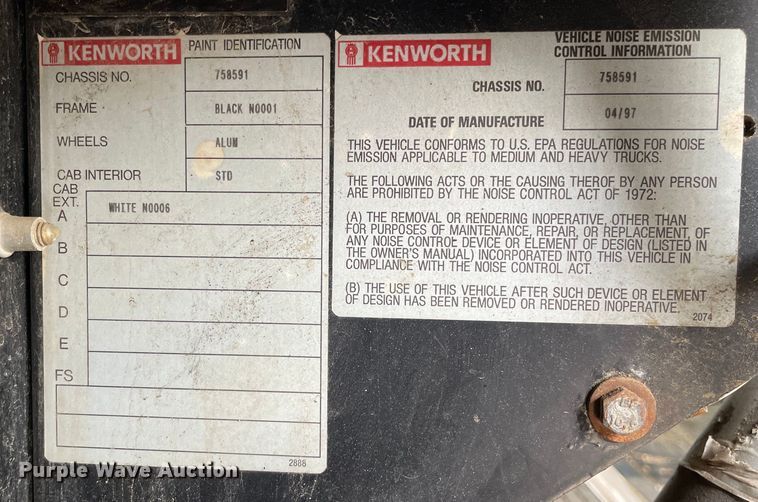 KENWORTH PAINT IDENTIFICATION
CHASSIS NO. 758591
FRAME BLACK N0001
WHEELS ALUM
CAB INTERIOR STD
CAB
EXT.
A WHITE N0006
B
C
D
E
FS
2888
KENWORTH
VEHICLE NOISE EMISSION
CONTROL INFORMATION
CHASSIS NO. 758591
DATE OF MANUFACTURE 04/97
THIS VEHICLE CONFORMS TO U.S. EPA REGULATIONS FOR NOISE
EMISSION APPLICABLE TO MEDIUM AND HEAVY TRUCKS.
THE FOLLOWING ACTS OR THE CAUSING THEROF BY ANY PERSON
ARE PROHIBITED BY THE NOISE CONTROL ACT OF 1972:
(A) THE REMOVAL OR RENDERING INOPERATIVE, OTHER THAN
FOR PURPOSES OF MAINTENANCE, REPAIR, OR REPLACEMENT, OF
ANY NOISE CONTROL DEVICE OR ELEMENT OF DESIGN (LISTED IN
THE OWNER'S MANUAL) INCORPORATED INTO THIS VEHICLE IN
COMPLIANCE WITH THE NOISE CONTROL ACT.
(B) THE USE OF THIS VEHICLE AFTER SUCH DEVICE OR ELEMENT
OF DESIGN HAS BEEN REMOVED OR RENDERED INOPERATIVE.
2074
Purple Wave Auction